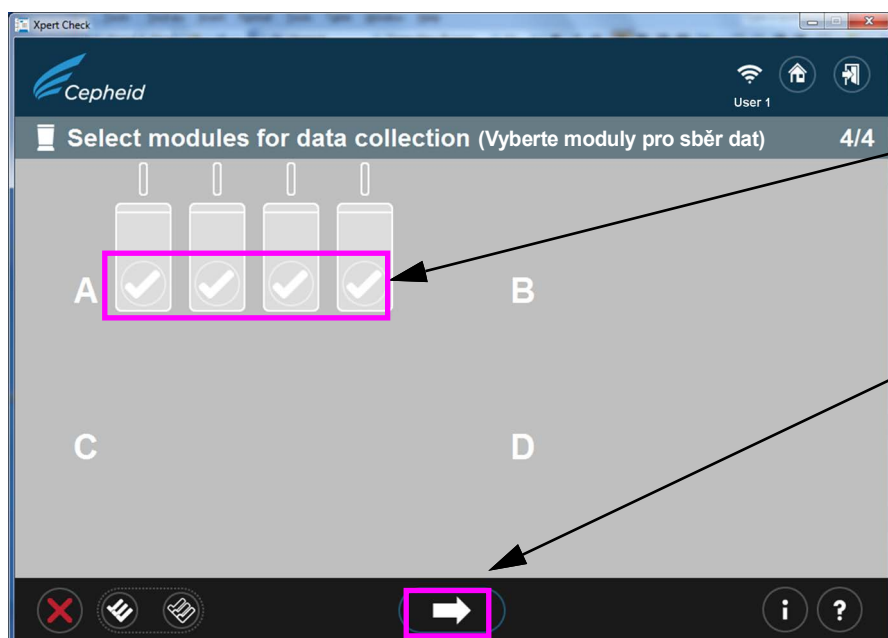 Xpert Check
Cepheid
User 1
Select modules for data collection (Vyberte moduly pro sběr dat) 4/4
A
B
C
D
i ?